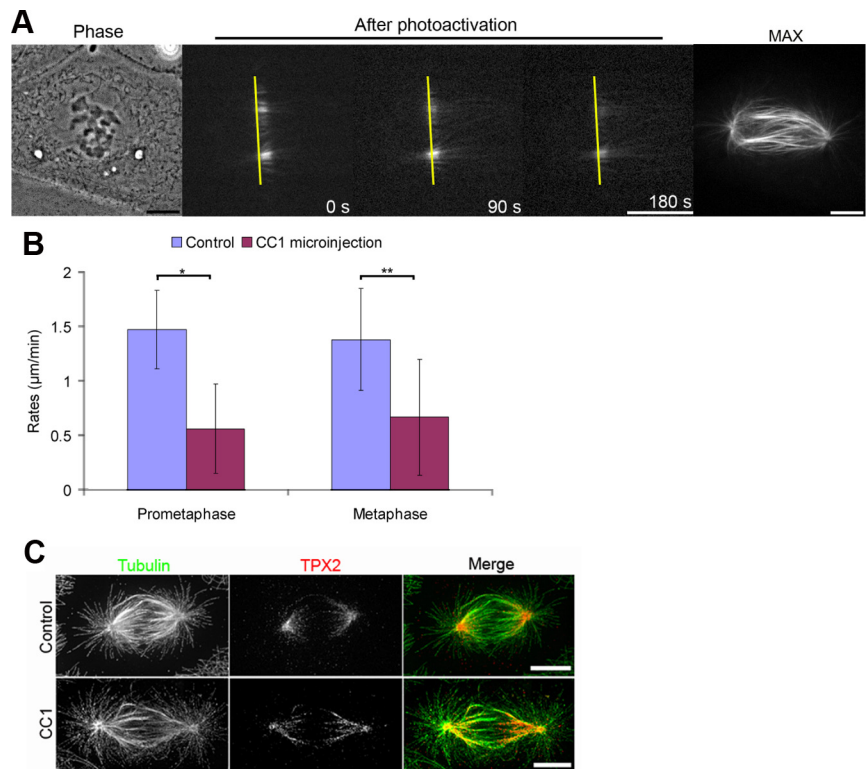 A
Phase
After photoactivation
MAX
0 s
90 s
180 s
B
Control
CC1 microinjection
*
**
Rates (µm/min)
2
1.5
1
0.5
0
Prometaphase
Metaphase
C
Tubulin
TPX2
Merge
Control
CC1